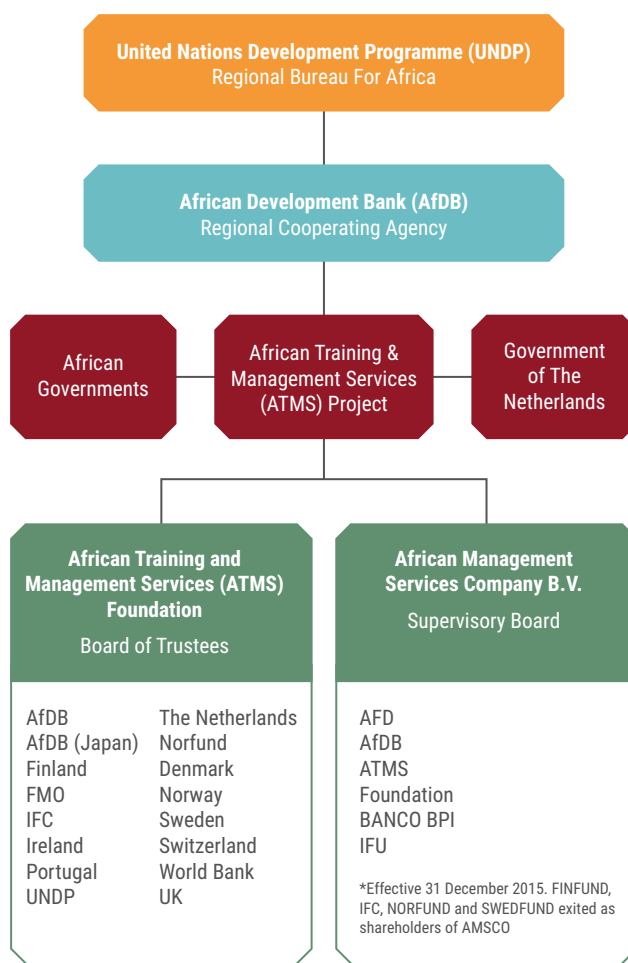 United Nations Development Programme (UNDP)
Regional Bureau For Africa
African Development Bank (AfDB)
Regional Cooperating Agency
African
Governments
African Training &
Management Services
(ATMS) Project
Government
of The
Netherlands
African Training and
Management Services (ATMS)
Foundation
Board of Trustees
AfDB
AfDB (Japan)
Finland
FMO
IFC
Ireland
Portugal
UNDP
The Netherlands
Norfund
Denmark
Norway
Sweden
Switzerland
World Bank
UK
African Management
Services Company B.V.
Supervisory Board
AFD
AfDB
ATMS
Foundation
BANCO BPI
IFU
*Effective 31 December 2015. FINFUND,
IFC, NORFUND and SWEDFUND exited as
shareholders of AMSCO